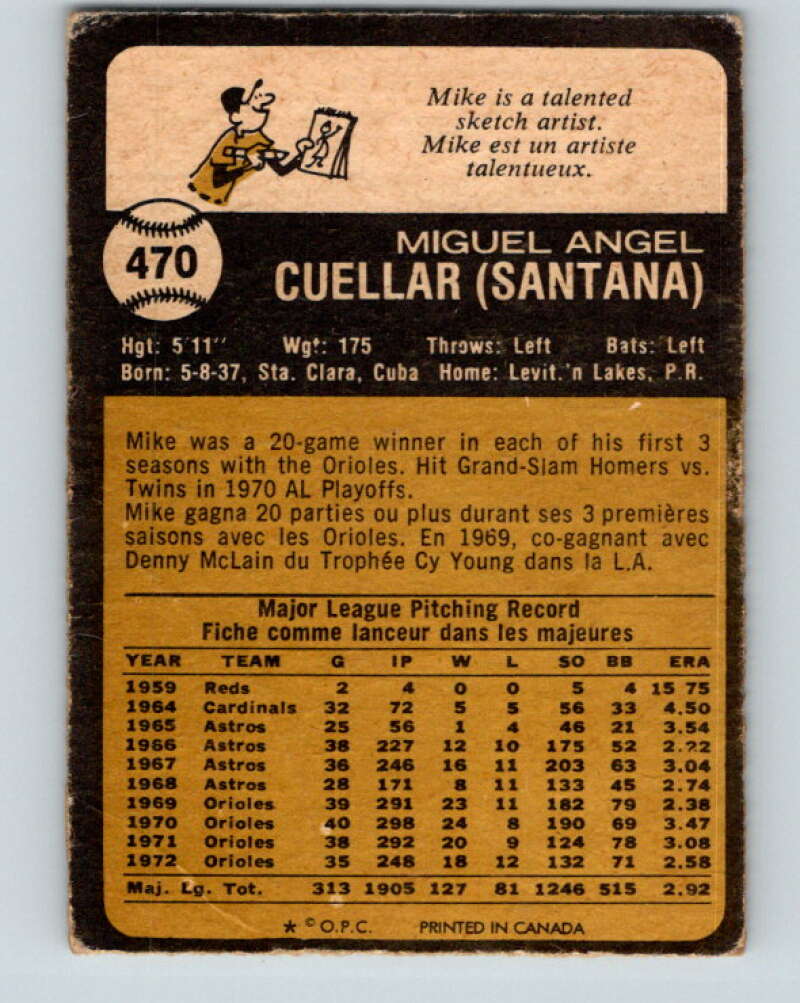 Mike is a talented
sketch artist.
Mike est un artiste
talentueux.
470
MIGUEL ANGEL
CUELLAR (SANTANA)
Hgt: 5'11" Wgt: 175 Throws: Left Bats: Left
Born: 5-8-37, Sta. Clara, Cuba Home: Levit.'n Lakes, P.R.
Mike was a 20-game winner in each of his first 3
seasons with the Orioles. Hit Grand-Slam Homers vs.
Twins in 1970 AL Playoffs.
Mike gagna 20 parties ou plus durant ses 3 premières
saisons avec les Orioles. En 1969, co-gagnant avec
Denny McLain du Trophée Cy Young dans la L.A.
Major League Pitching Record
Fiche comme lanceur dans les majeures
YEAR TEAM G IP W L SO BB ERA
1959 Reds 2 4 0 0 5 4 15 75
1964 Cardinals 32 72 5 5 56 33 4.50
1965 Astros 25 56 1 4 46 21 3.54
1966 Astros 38 227 12 10 175 52 2.22
1967 Astros 36 246 16 11 203 63 3.04
1968 Astros 28 171 8 11 133 45 2.74
1969 Orioles 39 291 23 11 182 79 2.38
1970 Orioles 40 298 24 8 190 69 3.47
1971 Orioles 38 292 20 9 124 78 3.08
1972 Orioles 35 248 18 12 132 71 2.58
Maj. Lg. Tot. 313 1905 127 81 1246 515 2.92
* © O.P.C. PRINTED IN CANADA